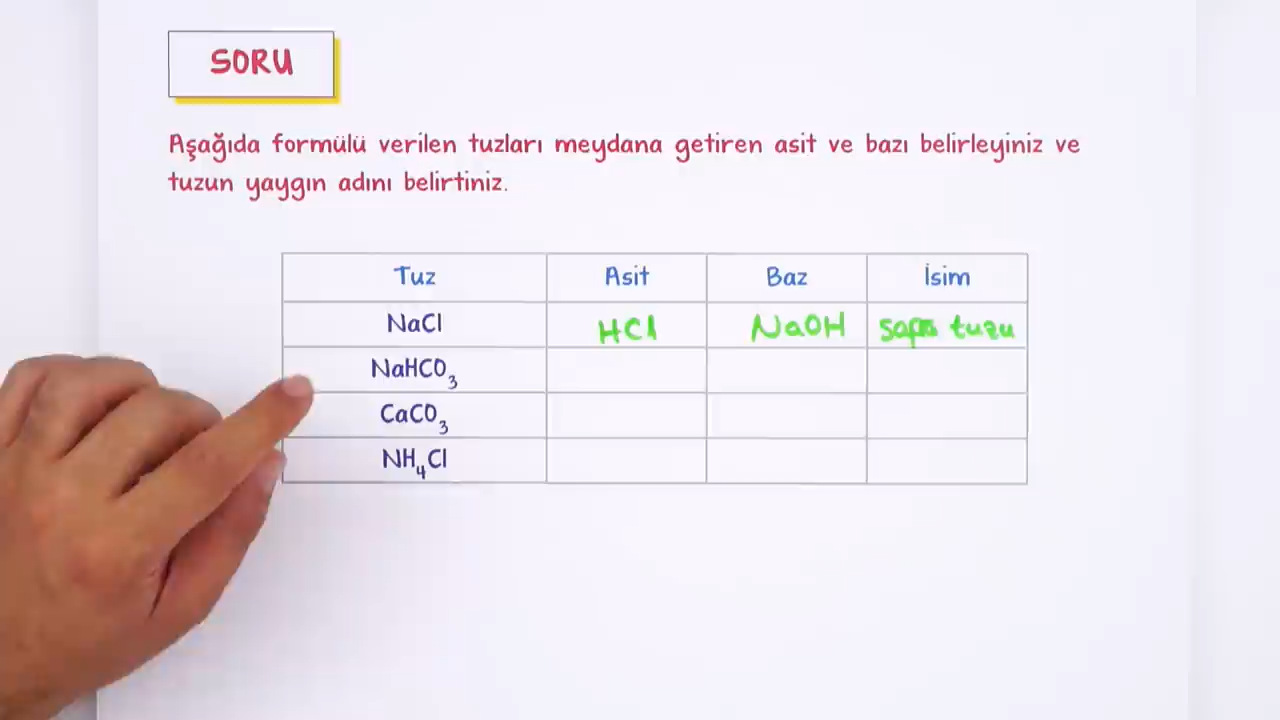 SORU
Aşağıda formülü verilen tuzları meydana getiren asit ve bazı belirleyiniz ve
tuzun yaygın adını belirtiniz.
Tuz Asit Baz İsim
NaCl HCl NaOH tuzu
NaHCO₃
CaCO₃
NH₄Cl